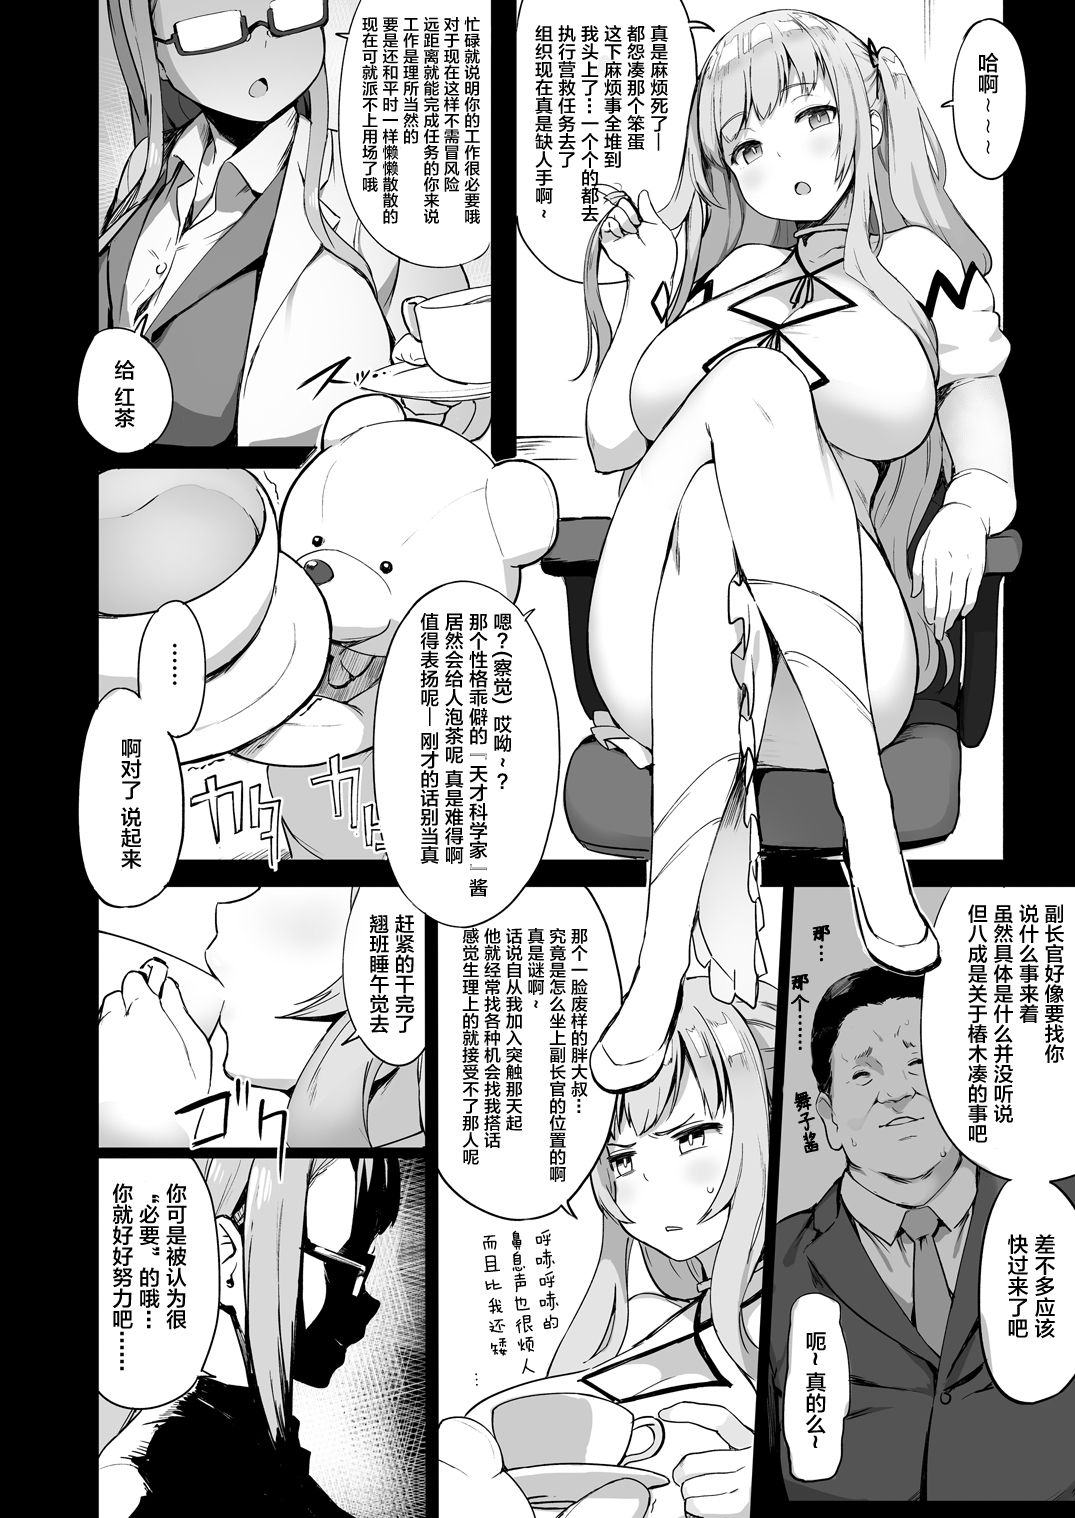 哈啊~~~
真是麻烦死了—
都怨凑那个笨蛋
这下麻烦事全堆到
我头上了…一个个的都去
执行营救任务去了
组织现在真是缺人手啊~
忙碌就说明你的工作很必要哦
对于现在这样不需冒风险
远距离就能完成任务的你来说
工作是理所当然的
要是还和平时一样懒懒散散的
现在可就派不上用场了哦
给 红茶
嗯?(察觉) 哎呦~?
那个性格乖僻的『天才科学家』酱
居然会给人泡茶呢 真是难得啊
值得表扬呢— 刚才的话别当真
……
啊对了 说起来
カタ
カタ
副长官好像要找你
说什么事来着
虽然具体是什么并没听说
但八成是关于椿木凑的事吧
差不多应该
快过来了吧
那…
那个……
舞子酱
呃~真的么~
那个一脸废样的胖大叔…
究竟是怎么坐上副长官的位置的啊
真是谜啊~
话说自从我加入突触那天起
他就经常找各种机会找我搭话
感觉生理上的就接受不了那人呢
呼哧呼哧的
鼻息声也很烦人
而且比我还矮
…
赶紧的干完了
翘班睡午觉去
ゴク
你可是被认为很
“必要”的哦…
你就好好努力吧……